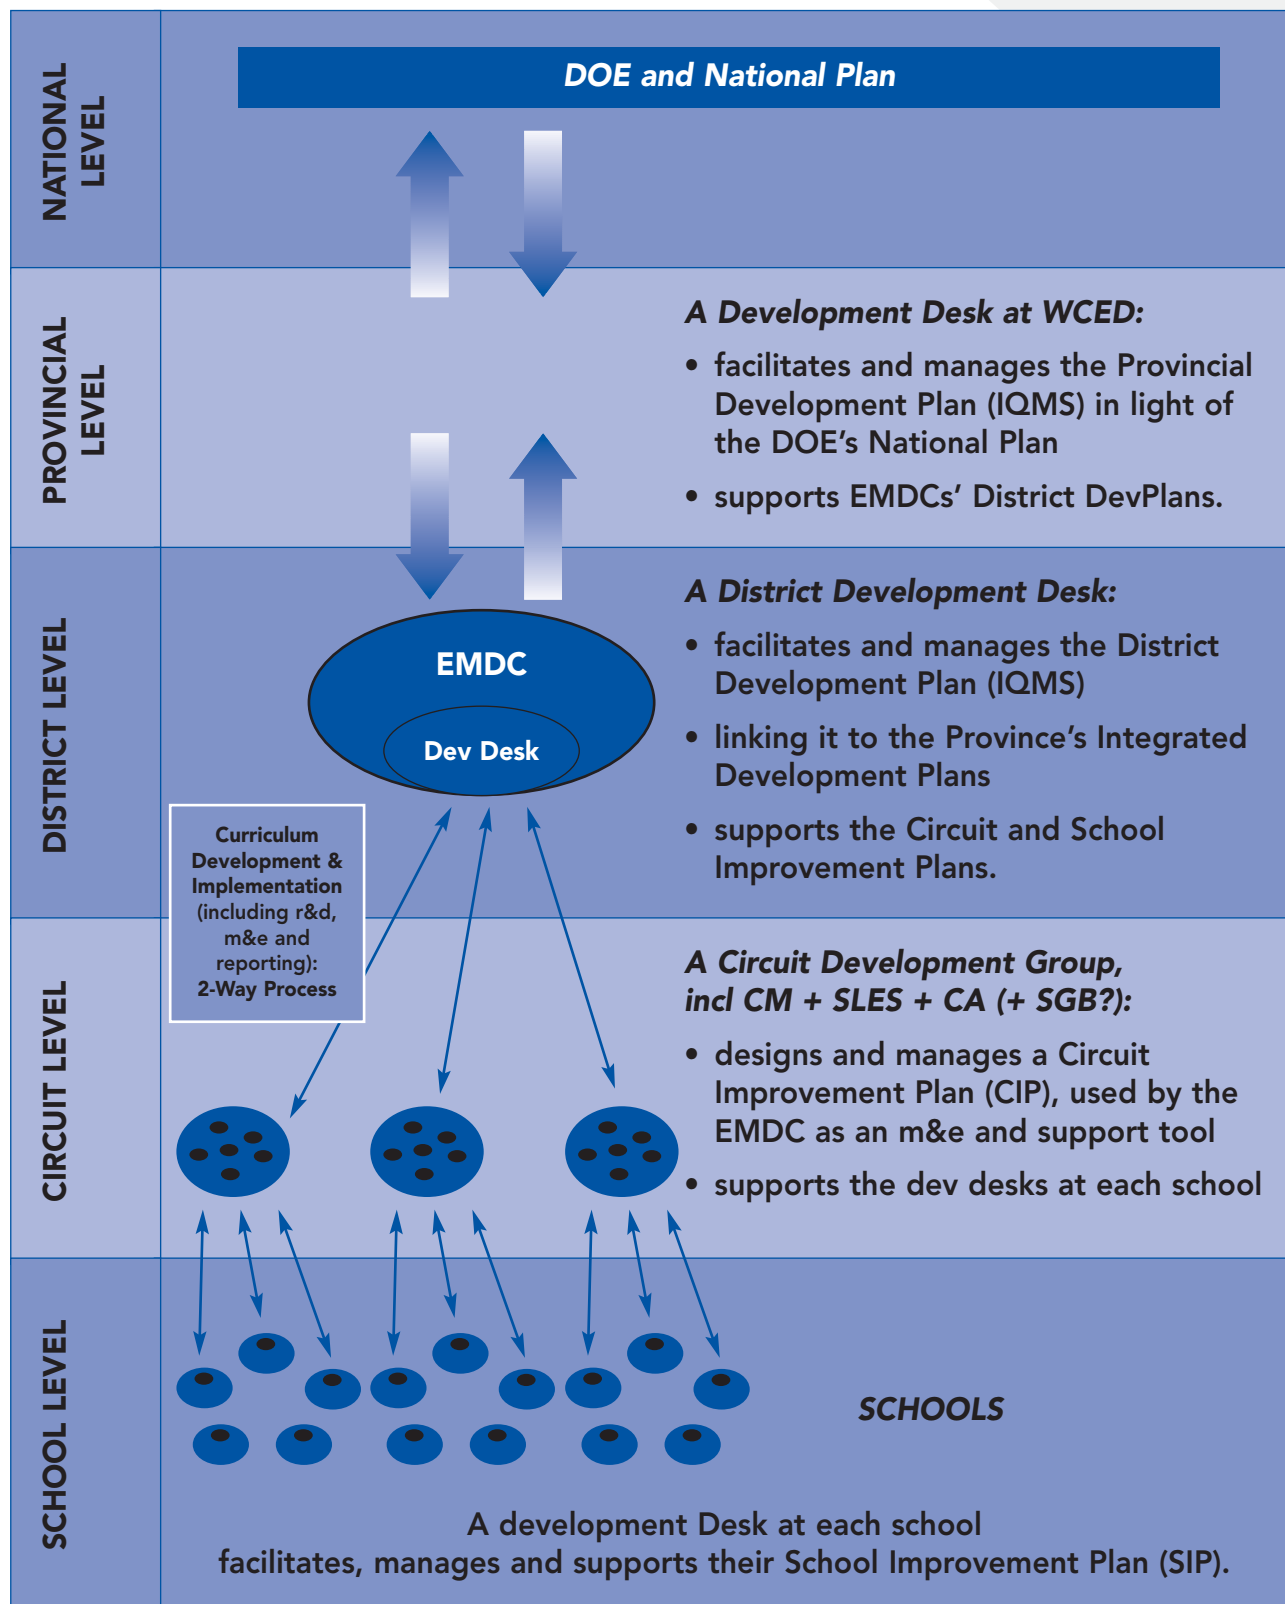 NATIONAL
LEVEL
DOE and National Plan
PROVINCIAL
LEVEL
A Development Desk at WCED:
• facilitates and manages the Provincial
Development Plan (IQMS) in light of
the DOE's National Plan
• supports EMDCs' District DevPlans.
DISTRICT LEVEL
EMDC
Dev Desk
A District Development Desk:
• facilitates and manages the District
Development Plan (IQMS)
• linking it to the Province's Integrated
Development Plans
• supports the Circuit and School
Improvement Plans.
Curriculum
Development &
Implementation
(including r&d,
m&e and
reporting):
2-Way Process
CIRCUIT LEVEL
A Circuit Development Group,
incl CM + SLES + CA (+ SGB?):
• designs and manages a Circuit
Improvement Plan (CIP), used by the
EMDC as an m&e and support tool
• supports the dev desks at each school
SCHOOL LEVEL
SCHOOLS
A development Desk at each school
facilitates, manages and supports their School Improvement Plan (SIP).